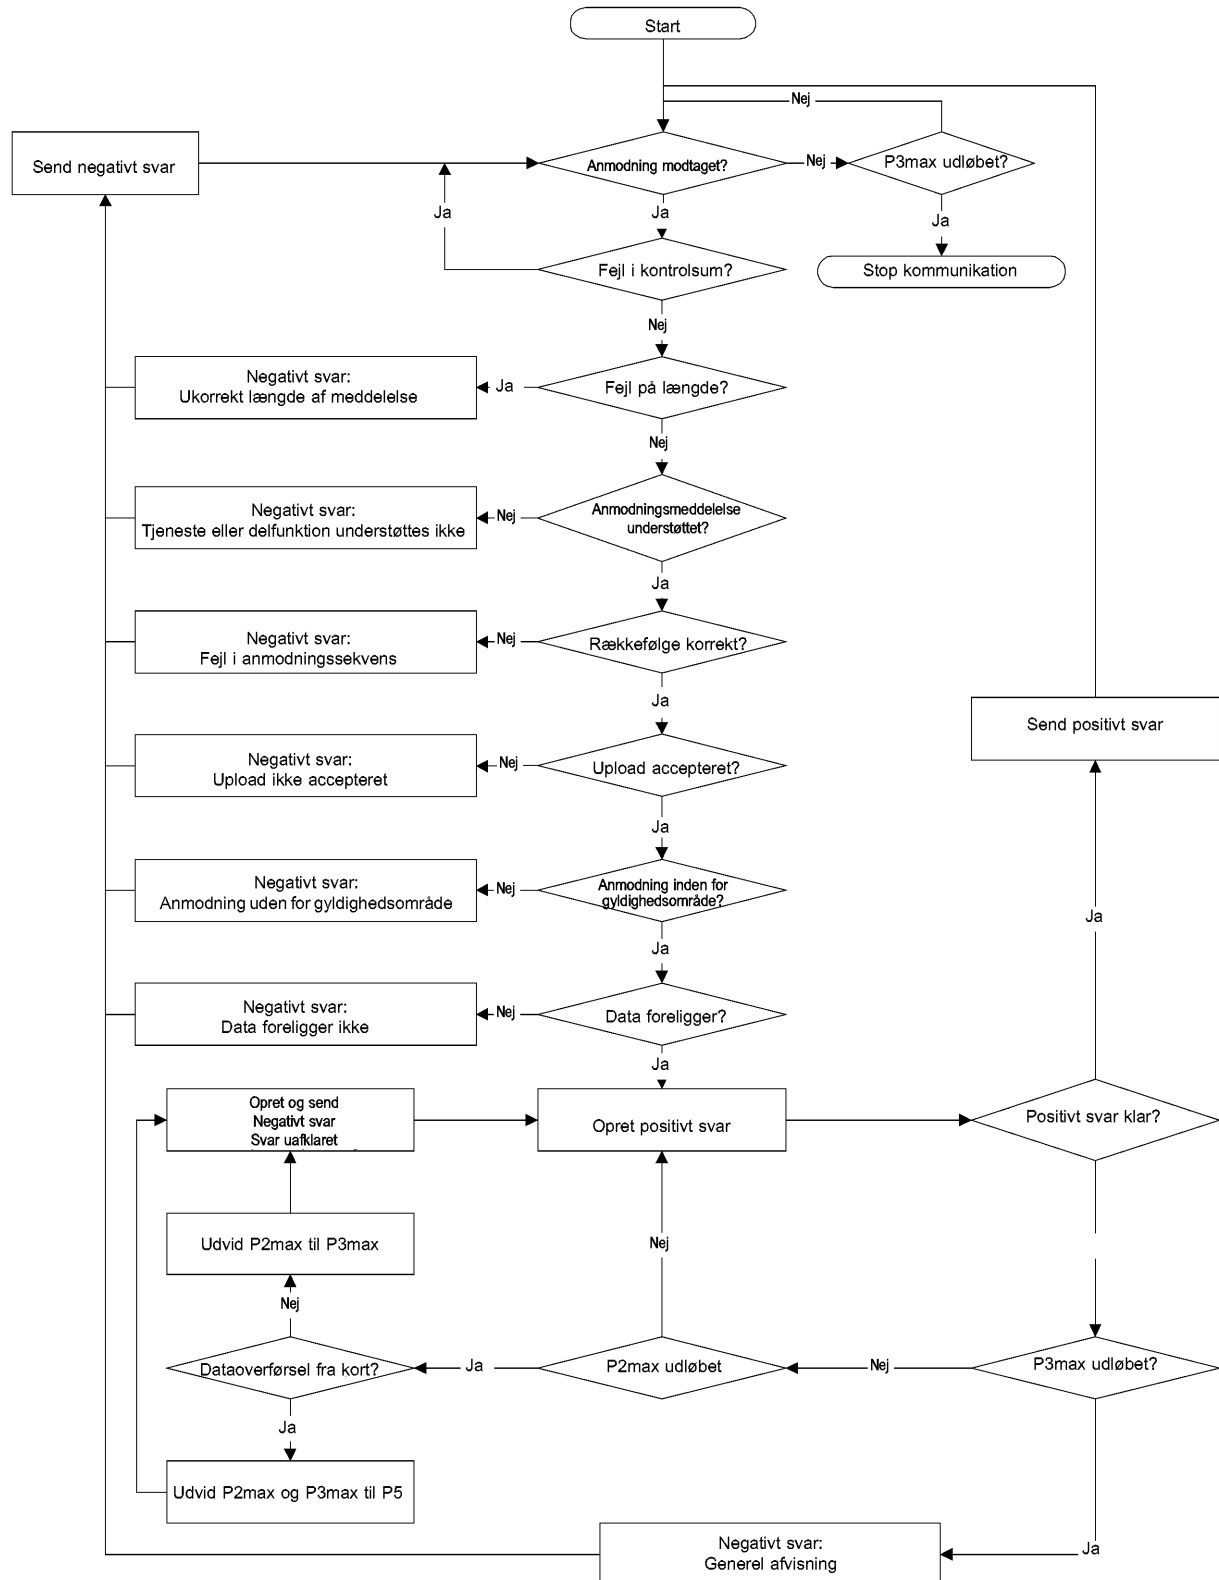 Start
Nej
Send negativt svar
Anmodning modtaget?
Nej
P3max udløbet?
Ja
Ja
Ja
Fejl i kontrolsum?
Stop kommunikation
Nej
Negativt svar:
Ukorrekt længde af meddelelse
Ja
Fejl på længde?
Nej
Negativt svar:
Tjeneste eller delfunktion understøttes ikke
Nej
Anmodningsmeddelelse
understøttet?
Ja
Negativt svar:
Fejl i anmodningssekvens
Nej
Rækkefølge korrekt?
Ja
Send positivt svar
Negativt svar:
Upload ikke accepteret
Nej
Upload accepteret?
Ja
Negativt svar:
Anmodning uden for gyldighedsområde
Nej
Anmodning inden for
gyldighedsområde?
Ja
Ja
Negativt svar:
Data foreligger ikke
Nej
Data foreligger?
Ja
Opret og send
Negativt svar
Svar uafklaret
Opret positivt svar
Positivt svar klar?
Udvid P2max til P3max
Nej
Nej
Dataoverførsel fra kort?
Ja
P2max udløbet
Nej
P3max udløbet?
Ja
Udvid P2max og P3max til P5
Negativt svar:
Generel afvisning
Ja